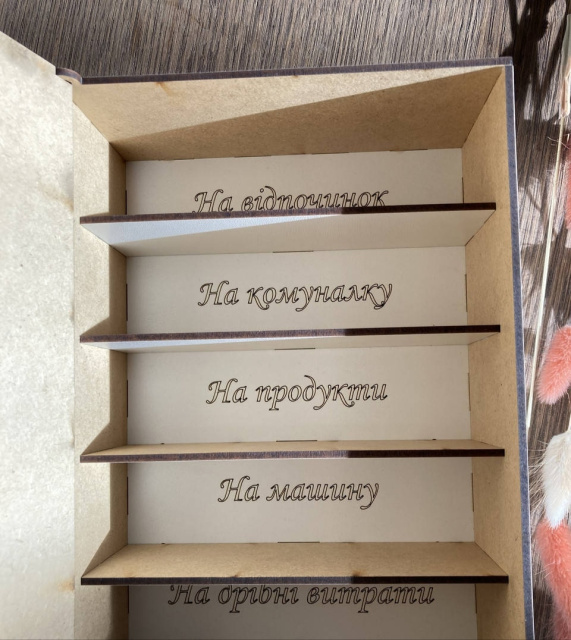 На відпочинок
На комуналку
На продукти
На машину
На дрібні витрати